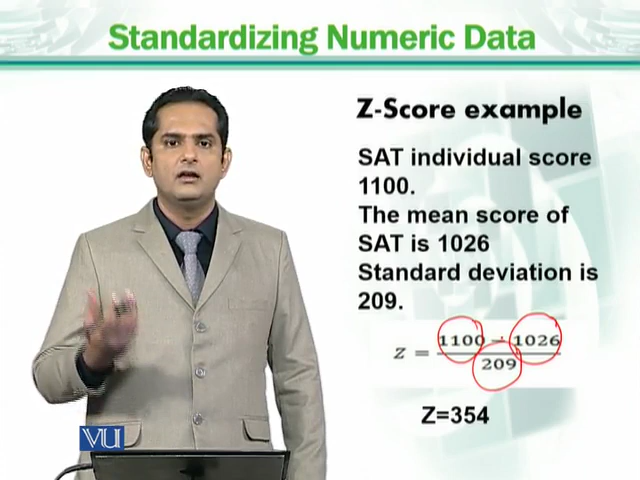 Standardizing Numeric Data
Z-Score example
SAT individual score
1100.
The mean score of
SAT is 1026
Standard deviation is
209.
z = 1100 − 1026
209
Z=354
VU